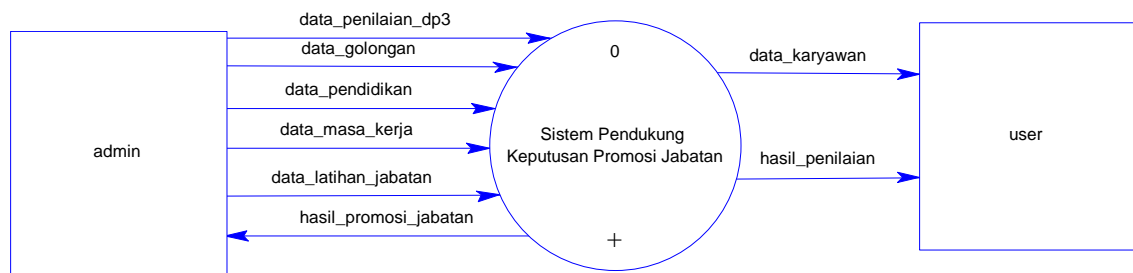 data_penilaian_dp3
data_golongan
data_pendidikan
data_masa_kerja
data_latihan_jabatan
hasil_promosi_jabatan
admin
0
Sistem Pendukung
Keputusan Promosi Jabatan
+
data_karyawan
hasil_penilaian
user